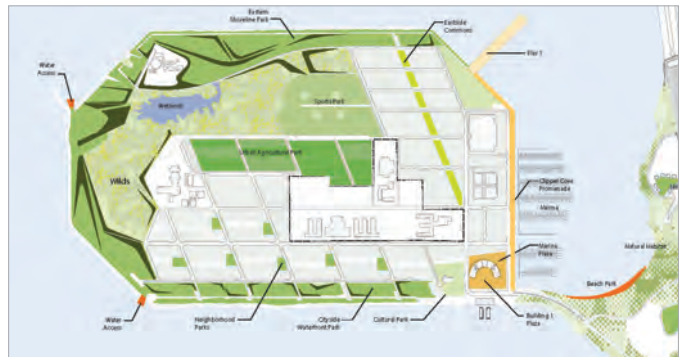 Eastern
Shoreline Park
Eastside
Commons
Pier 1
Water
Access
Wetlands
Sports Park
Urban Agricultural Park
Wilds
Clipper Cove
Promenade
Marina
Marina
Plaza
Natural Habitat
Beach Park
Water
Access
Neighborhood
Parks
Cityside
Waterfront Park
Cultural Park
Building 1
Plaza